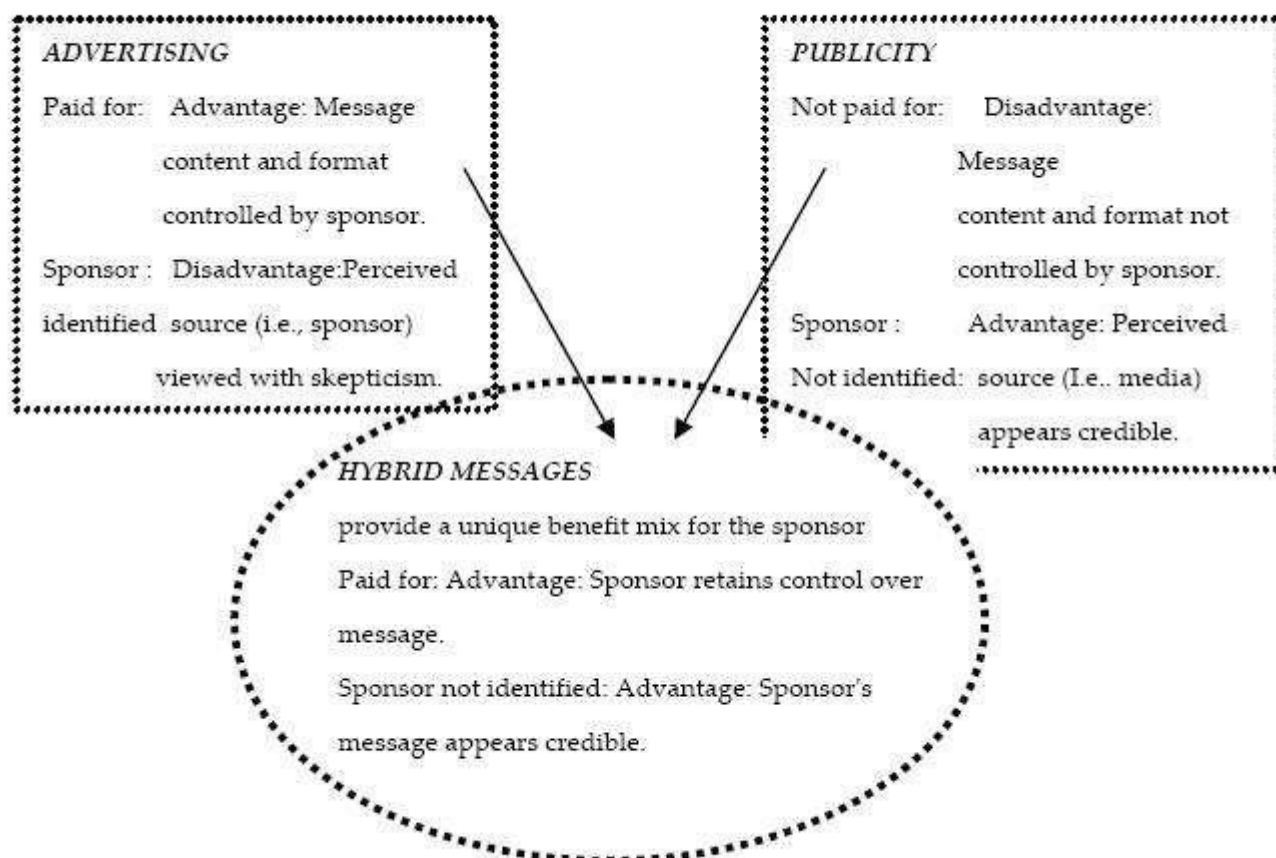 ADVERTISING
Paid for: Advantage: Message
content and format
controlled by sponsor.
Sponsor : Disadvantage:Perceived
identified source (i.e., sponsor)
viewed with skepticism.
PUBLICITY
Not paid for: Disadvantage:
Message
content and format not
controlled by sponsor.
Sponsor : Advantage: Perceived
Not identified: source (I.e.. media)
appears credible.
HYBRID MESSAGES
provide a unique benefit mix for the sponsor
Paid for: Advantage: Sponsor retains control over
message.
Sponsor not identified: Advantage: Sponsor's
message appears credible.